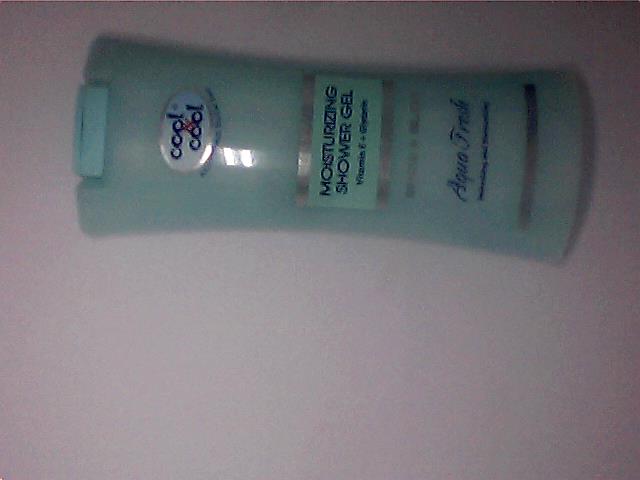 cool
& cool
MOISTURIZING
SHOWER GEL
Vitamin E + Glycerin
Aqua Fresh